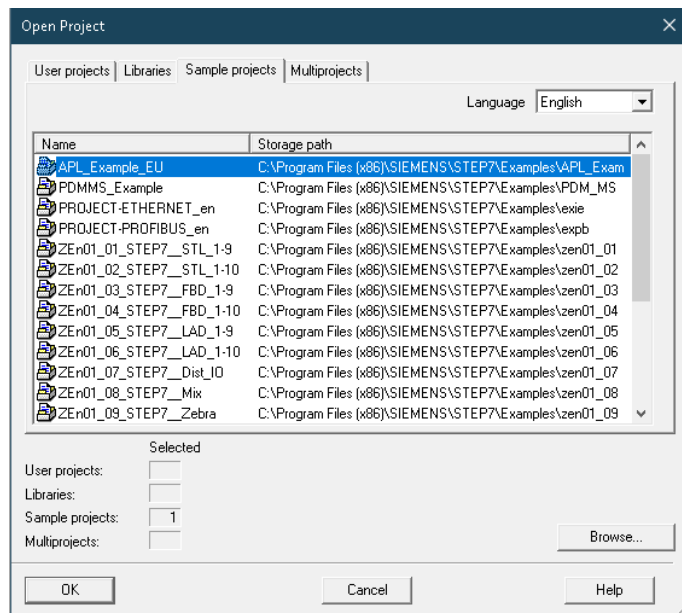 Open Project
User projects Libraries Sample projects Multiprojects
Language English
Name Storage path
APL_Example_EU C:\Program Files (x86)\SIEMENS\STEP7\Examples\APL_Exam
PDMMS_Example C:\Program Files (x86)\SIEMENS\STEP7\Examples\PDM_MS
PROJECT-ETHERNET_en C:\Program Files (x86)\SIEMENS\STEP7\Examples\exie
PROJECT-PROFIBUS_en C:\Program Files (x86)\SIEMENS\STEP7\Examples\expb
ZEn01_01_STEP7__STL_1-9 C:\Program Files (x86)\SIEMENS\STEP7\Examples\zen01_01
ZEn01_02_STEP7__STL_1-10 C:\Program Files (x86)\SIEMENS\STEP7\Examples\zen01_02
ZEn01_03_STEP7__FBD_1-9 C:\Program Files (x86)\SIEMENS\STEP7\Examples\zen01_03
ZEn01_04_STEP7__FBD_1-10 C:\Program Files (x86)\SIEMENS\STEP7\Examples\zen01_04
ZEn01_05_STEP7__LAD_1-9 C:\Program Files (x86)\SIEMENS\STEP7\Examples\zen01_05
ZEn01_06_STEP7__LAD_1-10 C:\Program Files (x86)\SIEMENS\STEP7\Examples\zen01_06
ZEn01_07_STEP7__Dist_IO C:\Program Files (x86)\SIEMENS\STEP7\Examples\zen01_07
ZEn01_08_STEP7__Mix C:\Program Files (x86)\SIEMENS\STEP7\Examples\zen01_08
ZEn01_09_STEP7__Zebra C:\Program Files (x86)\SIEMENS\STEP7\Examples\zen01_09
Selected
User projects:
Libraries:
Sample projects: 1
Multiprojects:
Browse...
OK Cancel Help